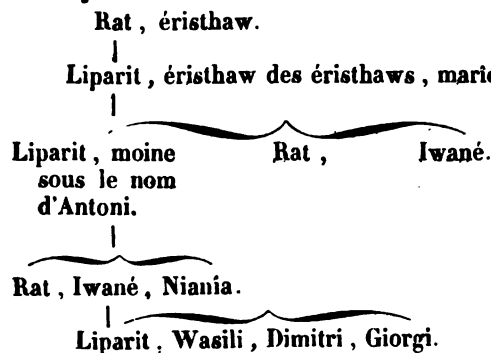 Rat, éristhaw.
Liparit, éristhaw des éristhaws, marié
Liparit, moine Rat, Iwané.
sous le nom
d'Antoni.
Rat, Iwané, Niania.
Liparit, Wasili, Dimitri, Giorgi.